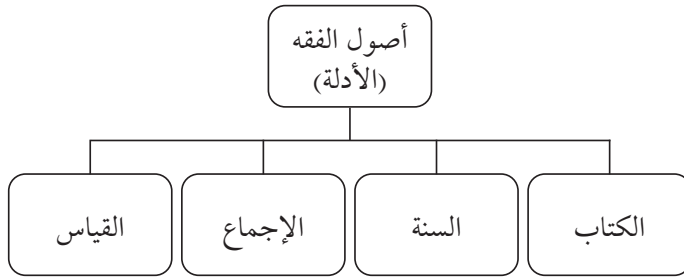 أصول الفقه
(الأدلة)
الكتاب
السنة
الإجماع
القياس